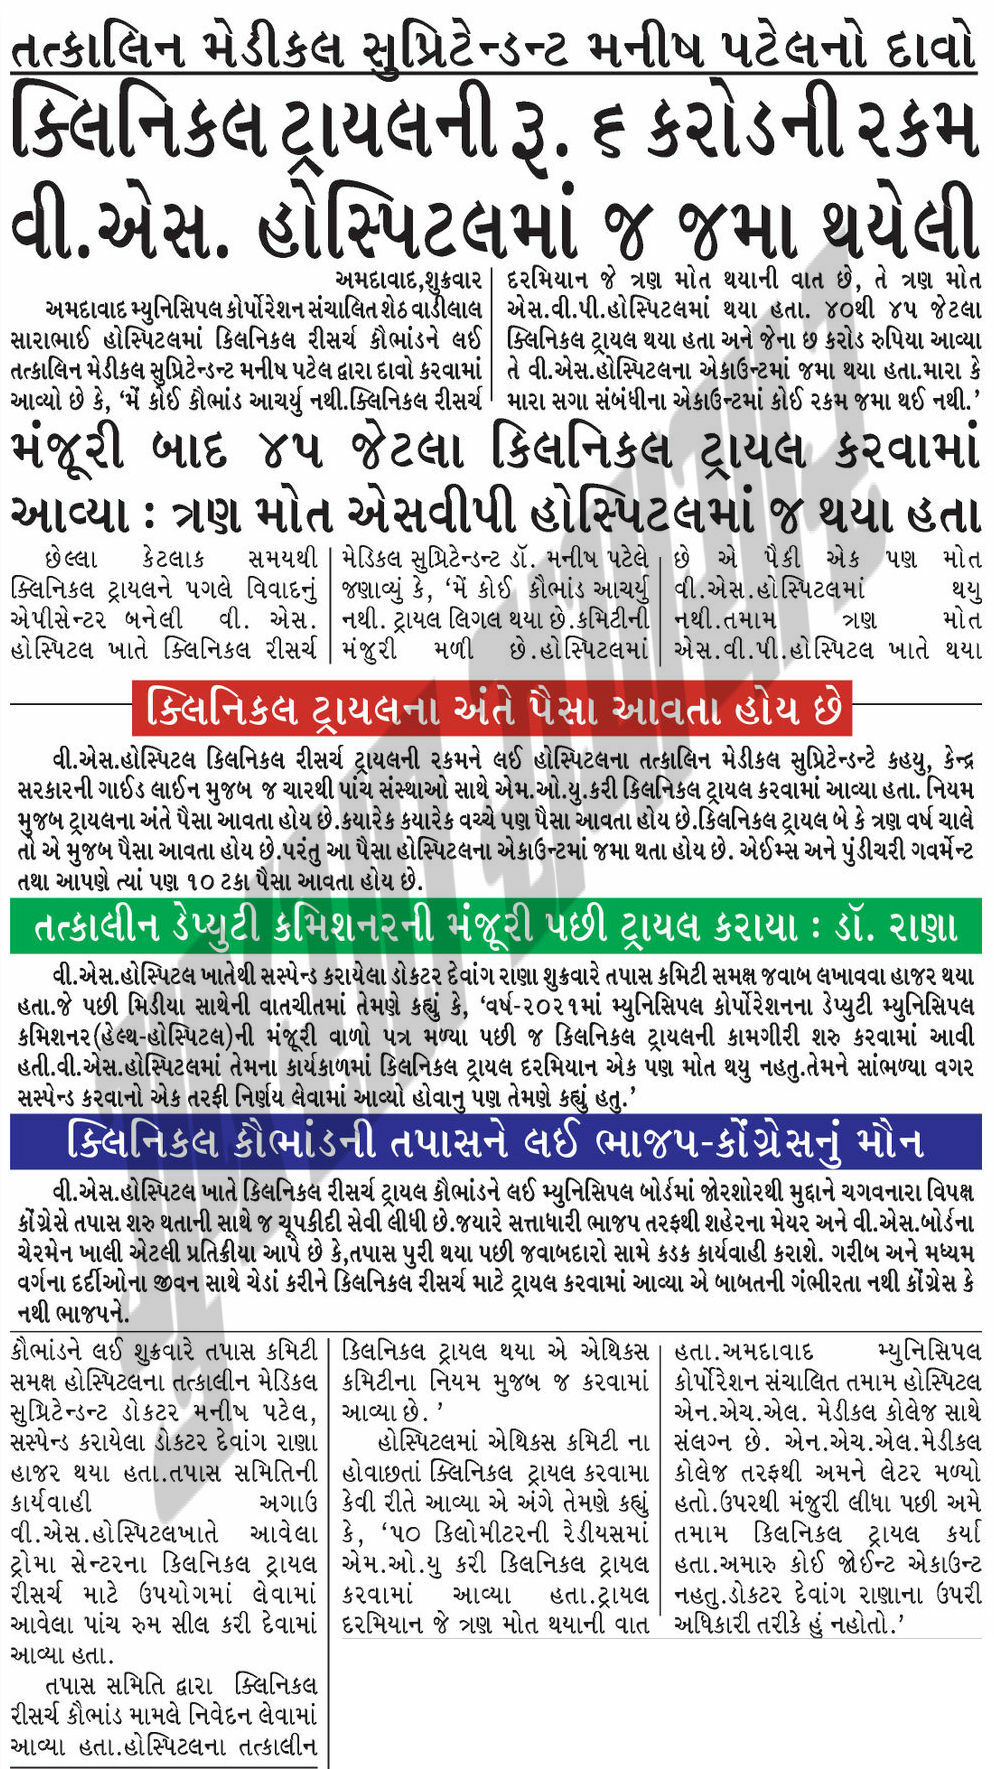 તત્કાલિન મેડીકલ સુપ્રિટેન્ડન્ટ મનીષ પટેલનો દાવો
ક્લિનિકલ ટ્રાયલની રૂ. ૬ કરોડની રકમ
વી.એસ. હોસ્પિટલમાં જ જમા થયેલી
અમદાવાદ,શુક્રવાર
અમદાવાદ મ્યુનિસિપલ કોર્પોરેશન સંચાલિત શેઠ વાડીલાલ
સારાભાઈ હોસ્પિટલમાં કિલનિકલ રીસર્ચ કૌભાંડને લઈ
તત્કાલિન મેડીકલ સુપ્રિટેન્ડન્ટ મનીષ પટેલ દ્વારા દાવો કરવામાં
આવ્યો છે કે, ‘મેં કોઈ કૌભાંડ આચર્યુ નથી.ક્લિનિકલ રીસર્ચ
દરમિયાન જે ત્રણ મોત થયાની વાત છે, તે ત્રણ મોત
એસ.વી.પી.હોસ્પિટલમાં થયા હતા. ૪૦થી ૪૫ જેટલા
ક્લિનિકલ ટ્રાયલ થયા હતા અને જેના છ કરોડ રુપિયા આવ્યા
તે વી.એસ.હોસ્પિટલના એકાઉન્ટમાં જમા થયા હતા.મારા કે
મારા સગા સંબંધીના એકાઉન્ટમાં કોઈ રકમ જમા થઈ નથી.’
મંજૂરી બાદ ૪૫ જેટલા કિલનિકલ ટ્રાયલ કરવામાં
આવ્યા : ત્રણ મોત એસવીપી હોસ્પિટલમાં જ થયા હતા
છેલ્લા કેટલાક સમયથી
ક્લિનિકલ ટ્રાયલને પગલે વિવાદનું
એપીસેન્ટર બનેલી વી. એસ.
હોસ્પિટલ ખાતે ક્લિનિકલ રીસર્ચ
મેડિકલ સુપ્રિટેન્ડન્ટ ડૉ. મનીષ પટેલે
જણાવ્યું કે, ‘મેં કોઈ કૌભાંડ આચર્યુ
નથી. ટ્રાયલ લિગલ થયા છે.કમિટીની
મંજુરી મળી છે.હોસ્પિટલમાં
છે એ પૈકી એક પણ મોત
વી.એસ.હોસ્પિટલમાં થયુ
નથી.તમામ ત્રણ મોત
એસ.વી.પી.હોસ્પિટલ ખાતે થયા
ક્લિનિકલ ટ્રાયલના અંતે પૈસા આવતા હોય છે
વી.એસ.હોસ્પિટલ કિલનિકલ રીસર્ચ ટ્રાયલની રકમને લઈ હોસ્પિટલના તત્કાલિન મેડીકલ સુપ્રિટેન્ડન્ટે કહયુ, કેન્દ્ર
સરકારની ગાઈડ લાઈન મુજબ જ ચારથી પાંચ સંસ્થાઓ સાથે એમ.ઓ.યુ.કરી કિલનિકલ ટ્રાયલ કરવામાં આવ્યા હતા. નિયમ
મુજબ ટ્રાયલના અંતે પૈસા આવતા હોય છે.કયારેક કયારેક વચ્ચે પણ પૈસા આવતા હોય છે.કિલનિકલ ટ્રાયલ બે કે ત્રણ વર્ષ ચાલે
તો એ મુજબ પૈસા આવતા હોય છે.પરંતુ આ પૈસા હોસ્પિટલના એકાઉન્ટમાં જમા થતા હોય છે. એઈમ્સ અને પુંડીચરી ગવર્મેન્ટ
તથા આપણે ત્યાં પણ ૧૦ ટકા પૈસા આવતા હોય છે.
તત્કાલીન ડેપ્યુટી કમિશનરની મંજૂરી પછી ટ્રાયલ કરાયા : ડૉ. રાણા
વી.એસ.હોસ્પિટલ ખાતેથી સસ્પેન્ડ કરાયેલા ડોકટર દેવાંગ રાણા શુક્રવારે તપાસ કમિટી સમક્ષ જવાબ લખાવવા હાજર થયા
હતા.જે પછી મિડીયા સાથેની વાતચીતમાં તેમણે કહ્યું કે, ‘વર્ષ-૨૦૨૧માં મ્યુનિસિપલ કોર્પોરેશનના ડેપ્યુટી મ્યુનિસિપલ
કમિશનર(હેલ્થ-હોસ્પિટલ)ની મંજૂરી વાળો પત્ર મળ્યા પછી જ કિલનિકલ ટ્રાયલની કામગીરી શરુ કરવામાં આવી
હતી.વી.એસ.હોસ્પિટલમાં તેમના કાર્યકાળમાં કિલનિકલ ટ્રાયલ દરમિયાન એક પણ મોત થયુ નહતુ.તેમને સાંભળ્યા વગર
સસ્પેન્ડ કરવાનો એક તરફી નિર્ણય લેવામાં આવ્યો હોવાનુ પણ તેમણે કહ્યું હતુ.’
ક્લિનિકલ કૌભાંડની તપાસને લઈ ભાજપ-કોંગ્રેસનું મૌન
વી.એસ.હોસ્પિટલ ખાતે કિલનિકલ રીસર્ચ ટ્રાયલ કૌભાંડને લઈ મ્યુનિસિપલ બોર્ડમાં જોરશોરથી મુદ્દાને ચગવનારા વિપક્ષ
કોંગ્રેસે તપાસ શરુ થતાની સાથે જ ચૂપકીદી સેવી લીધી છે.જયારે સત્તાધારી ભાજપ તરફથી શહેરના મેયર અને વી.એસ.બોર્ડના
ચેરમેન ખાલી એટલી પ્રતિક્રીયા આપે છે કે,તપાસ પુરી થયા પછી જવાબદારો સામે કડક કાર્યવાહી કરાશે. ગરીબ અને મધ્યમ
વર્ગના દર્દીઓના જીવન સાથે ચેડાં કરીને કિલનિકલ રીસર્ચ માટે ટ્રાયલ કરવામાં આવ્યા એ બાબતની ગંભીરતા નથી કોંગ્રેસ કે
નથી ભાજપને.
કૌભાંડને લઈ શુક્રવારે તપાસ કમિટી
સમક્ષ હોસ્પિટલના તત્કાલીન મેડિકલ
સુપ્રિટેન્ડન્ટ ડોકટર મનીષ પટેલ,
સસ્પેન્ડ કરાયેલા ડોકટર દેવાંગ રાણા
હાજર થયા હતા.તપાસ સમિતિની
કાર્યવાહી અગાઉ
વી.એસ.હોસ્પિટલખાતે આવેલા
ટ્રોમા સેન્ટરના કિલનિકલ ટ્રાયલ
રીસર્ચ માટે ઉપયોગમાં લેવામાં
આવેલા પાંચ રુમ સીલ કરી દેવામાં
આવ્યા હતા.
તપાસ સમિતિ દ્વારા ક્લિનિકલ
રીસર્ચ કૌભાંડ મામલે નિવેદન લેવામાં
આવ્યા હતા.હોસ્પિટલના તત્કાલીન
કિલનિકલ ટ્રાયલ થયા એ એથિકસ
કમિટીના નિયમ મુજબ જ કરવામાં
આવ્યા છે. ’
હોસ્પિટલમાં એથિકસ કમિટી ના
હોવાછતાં ક્લિનિકલ ટ્રાયલ કરવામા
કેવી રીતે આવ્યા એ અંગે તેમણે કહ્યું
કે, ‘૫૦ કિલોમીટરની રેડીયસમાં
એમ.ઓ.યુ કરી કિલનિકલ ટ્રાયલ
કરવામાં આવ્યા હતા.ટ્રાયલ
દરમિયાન જે ત્રણ મોત થયાની વાત
હતા.અમદાવાદ મ્યુનિસિપલ
કોર્પોરેશન સંચાલિત તમામ હોસ્પિટલ
એન.એચ.એલ. મેડીકલ કોલેજ સાથે
સંલગ્ન છે. એન.એચ.એલ.મેડીકલ
કોલેજ તરફથી અમને લેટર મળ્યો
હતો.ઉપરથી મંજુરી લીધા પછી અમે
તમામ કિલનિકલ ટ્રાયલ કર્યા
હતા.અમારુ કોઈ જોઈન્ટ એકાઉન્ટ
નહતુ.ડોકટર દેવાંગ રાણાના ઉપરી
અધિકારી તરીકે હું નહોતો.’